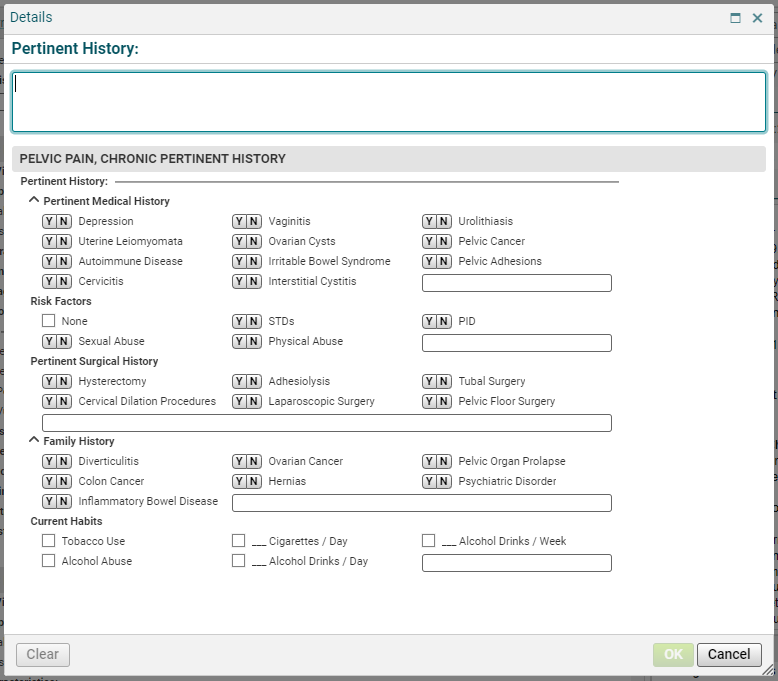 Details
Pertinent History:
PELVIC PAIN, CHRONIC PERTINENT HISTORY
Pertinent History:
Pertinent Medical History
Y N Depression Y N Vaginitis Y N Urolithiasis
Y N Uterine Leiomyomata Y N Ovarian Cysts Y N Pelvic Cancer
Y N Autoimmune Disease Y N Irritable Bowel Syndrome Y N Pelvic Adhesions
Y N Cervicitis Y N Interstitial Cystitis
Risk Factors
None Y N STDs Y N PID
Y N Sexual Abuse Y N Physical Abuse
Pertinent Surgical History
Y N Hysterectomy Y N Adhesiolysis Y N Tubal Surgery
Y N Cervical Dilation Procedures Y N Laparoscopic Surgery Y N Pelvic Floor Surgery
Family History
Y N Diverticulitis Y N Ovarian Cancer Y N Pelvic Organ Prolapse
Y N Colon Cancer Y N Hernias Y N Psychiatric Disorder
Y N Inflammatory Bowel Disease
Current Habits
Tobacco Use ___ Cigarettes / Day ___ Alcohol Drinks / Week
Alcohol Abuse ___ Alcohol Drinks / Day
Clear OK Cancel